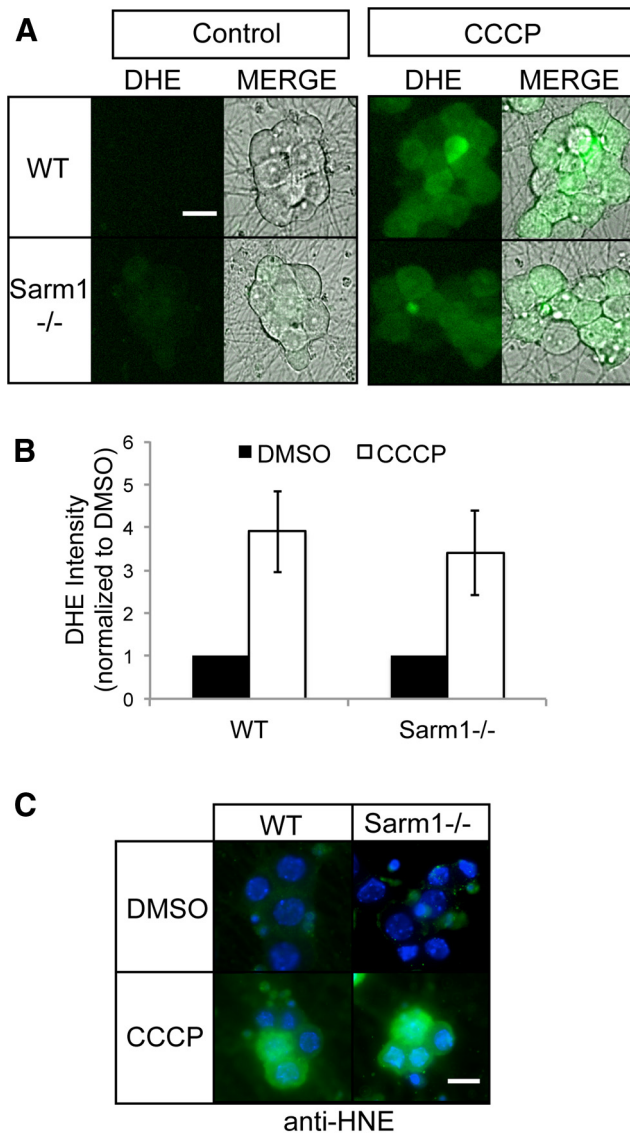 A
Control
CCCP
DHE MERGE
DHE MERGE
WT
Sarm1
-/-
B
DHE Intensity
(normalized to DMSO)
6
5
4
3
2
1
0
DMSO
CCCP
WT
Sarm1-/-
C
WT
Sarm1-/-
DMSO
CCCP
anti-HNE